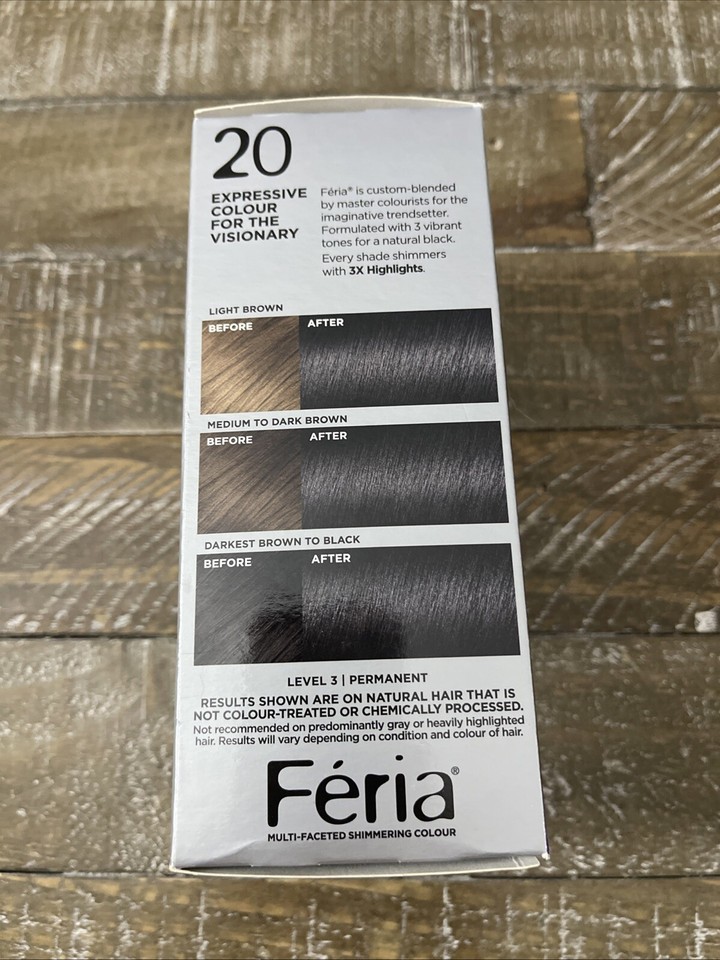 20
EXPRESSIVE
COLOUR
FOR THE
VISIONARY
Féria® is custom-blended
by master colourists for the
imaginative trendsetter.
Formulated with 3 vibrant
tones for a natural black.
Every shade shimmers
with 3X Highlights.
LIGHT BROWN
BEFORE AFTER
MEDIUM TO DARK BROWN
BEFORE AFTER
DARKEST BROWN TO BLACK
BEFORE AFTER
LEVEL 3 | PERMANENT
RESULTS SHOWN ARE ON NATURAL HAIR THAT IS
NOT COLOUR-TREATED OR CHEMICALLY PROCESSED.
Not recommended on predominantly gray or heavily highlighted
hair. Results will vary depending on condition and colour of hair.
Féria®
MULTI-FACETED SHIMMERING COLOUR